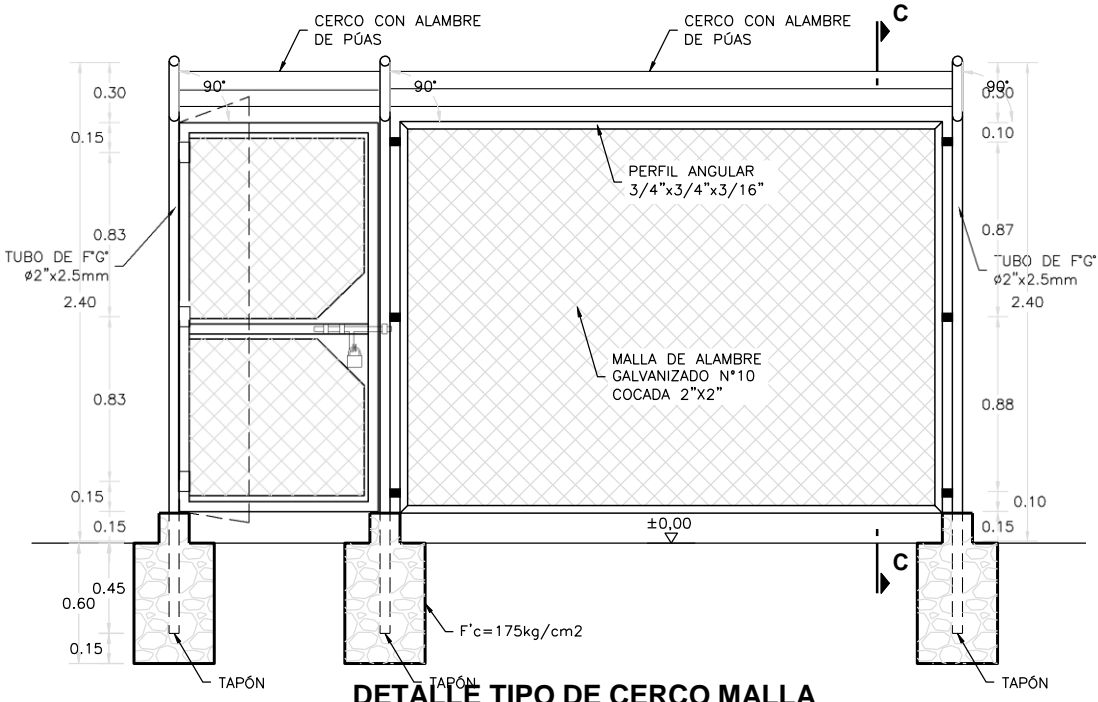 CERCO CON ALAMBRE
DE PÚAS
CERCO CON ALAMBRE
DE PÚAS
C
90°
90°
90°
0.30
0.15
0.83
TUBO DE F°G°
ø2"x2.5mm
2.40
0.83
0.15
0.15
0.45
0.60
0.15
PERFIL ANGULAR
3/4"x3/4"x3/16"
MALLA DE ALAMBRE
GALVANIZADO N°10
COCADA 2"X2"
±0,00
0.30
0.10
0.87
TUBO DE F°G°
ø2"x2.5mm
2.40
0.88
0.10
0.15
C
F'c=175kg/cm2
TAPÓN
TAPÓN
TAPÓN
DETALLE TIPO DE CERCO MALLA